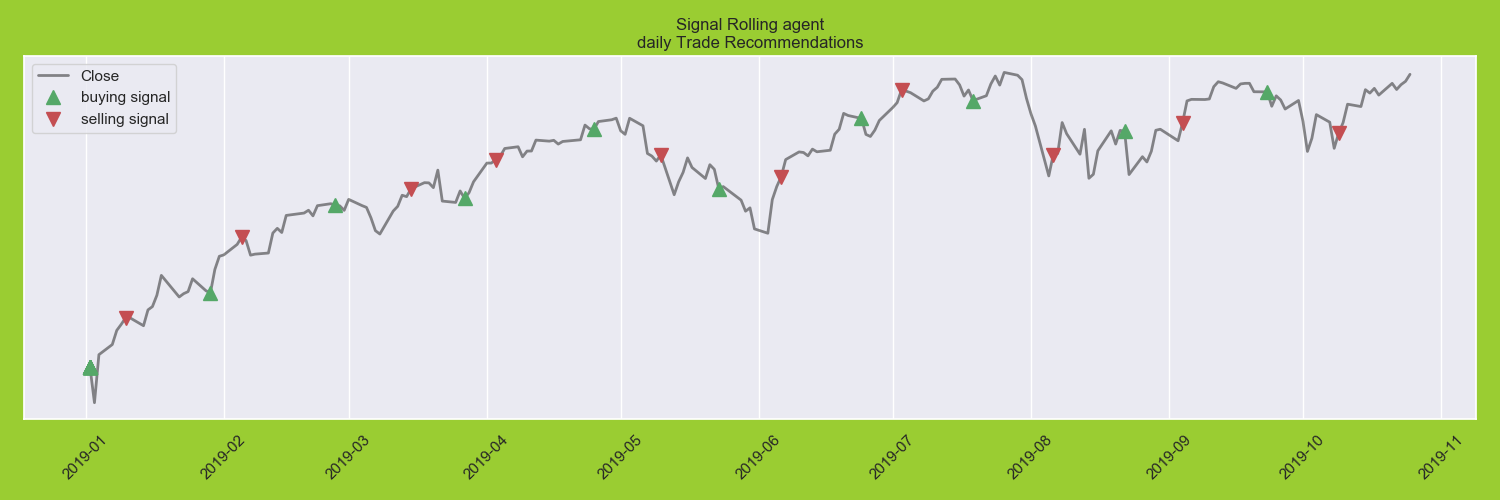 Signal Rolling agent
daily Trade Recommendations
Close
buying signal
selling signal
2019-01
2019-02
2019-03
2019-04
2019-05
2019-06
2019-07
2019-08
2019-09
2019-10
2019-11